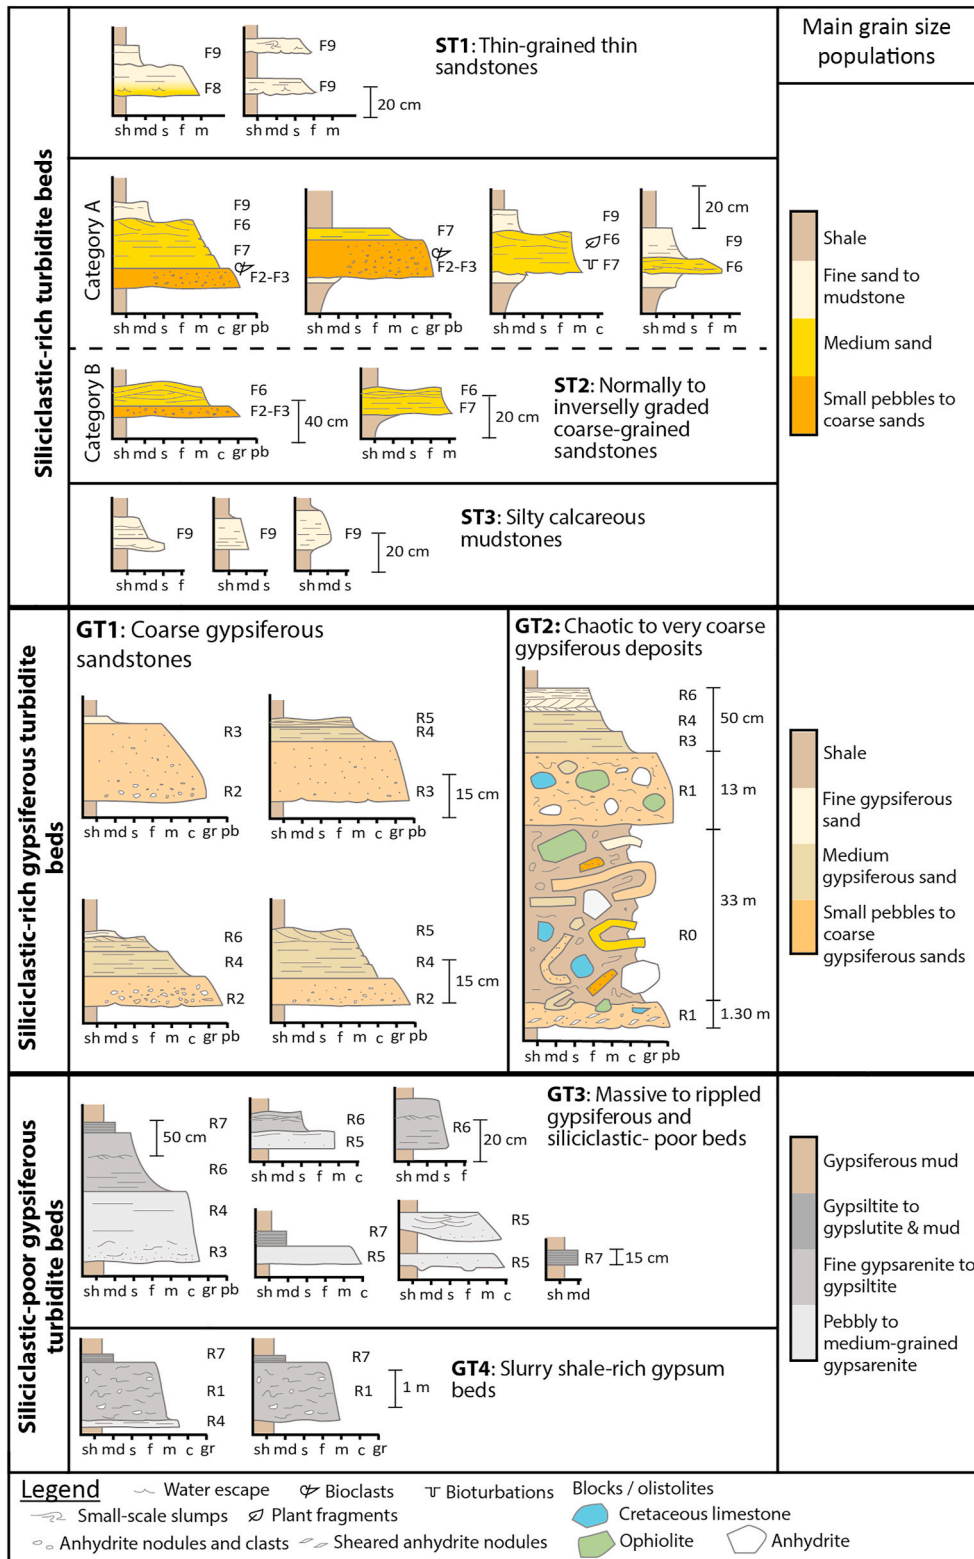 Main grain size
populations
Siliciclastic-rich turbidite beds
ST1: Thin-grained thin
sandstones
F9
F8
sh md s f m
F9
F9
20 cm
sh md s f m
Category A
F9
F6
F7
F2-F3
sh md s f m c gr pb
F7
F2-F3
sh md s f m c gr pb
F9
F6
F7
sh md s f m c
20 cm
F9
F6
sh md s f m
Category B
F6
F2-F3
40 cm
sh md s f m c gr pb
F6
F7
20 cm
sh md s f m
ST2: Normally to
inverselly graded
coarse-grained
sandstones
F9
sh md s f
F9
sh md s
F9
20 cm
sh md s
ST3: Silty calcareous
mudstones
Shale
Fine sand to
mudstone
Medium sand
Small pebbles to
coarse sands
Siliciclastic-rich gypsiferous turbidite
beds
GT1: Coarse gypsiferous
sandstones
R3
R2
sh md s f m c gr pb
R5
R4
R3
15 cm
sh md s f m c gr pb
R6
R4
R2
sh md s f m c gr pb
R5
R4
R2
15 cm
sh md s f m c gr pb
GT2: Chaotic to very coarse
gypsiferous deposits
R6
R4
R3
50 cm
R1
13 m
33 m
R0
R1
1.30 m
sh md s f m c gr pb
Shale
Fine gypsiferous
sand
Medium
gypsiferous sand
Small pebbles to
coarse
gypsiferous sands
Siliciclastic-poor gypsiferous
turbidite beds
GT3: Massive to rippled
gypsiferous and
siliciclastic- poor beds
R7
50 cm
R6
R4
R3
sh md s f m c gr pb
R6
R5
sh md s f m c
R6
20 cm
sh md s f
R7
R5
sh md s f m c
R5
R5
sh md s f m c
R7
15 cm
sh md
GT4: Slurry shale-rich gypsum
beds
R7
R1
R4
sh md s f m c gr
R7
R1
1 m
sh md s f m c gr
Gypsiferous mud
Gypsiltite to
gypslutite & mud
Fine gypsarenite to
gypsiltite
Pebbly to
medium-grained
gypsarenite
Legend
Water escape
Bioclasts
Bioturbations
Blocks / olistolites
Small-scale slumps
Plant fragments
Cretaceous limestone
Anhydrite nodules and clasts
Sheared anhydrite nodules
Ophiolite
Anhydrite